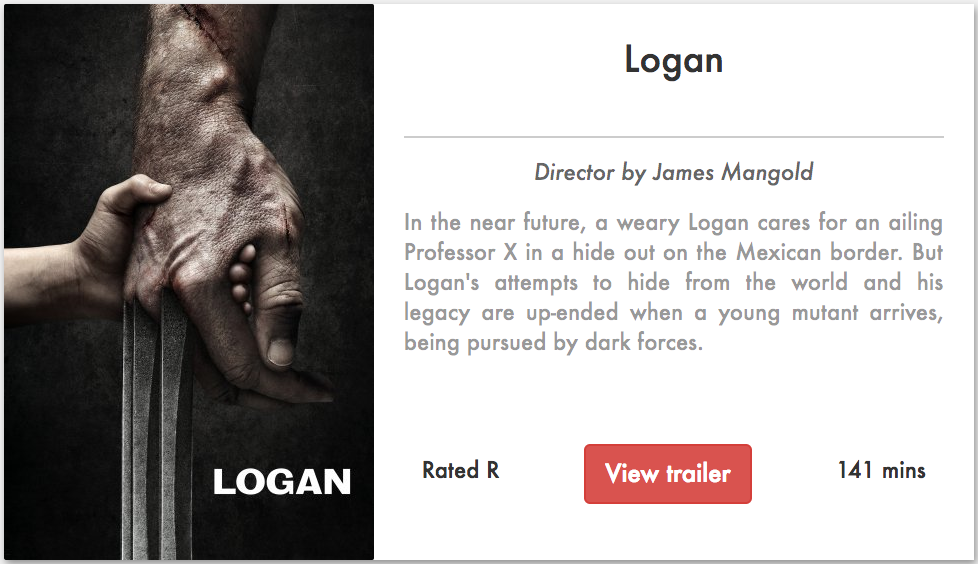 Logan
Director by James Mangold
In the near future, a weary Logan cares for an ailing
Professor X in a hide out on the Mexican border. But
Logan's attempts to hide from the world and his
legacy are up-ended when a young mutant arrives,
being pursued by dark forces.
LOGAN
Rated R
View trailer
141 mins